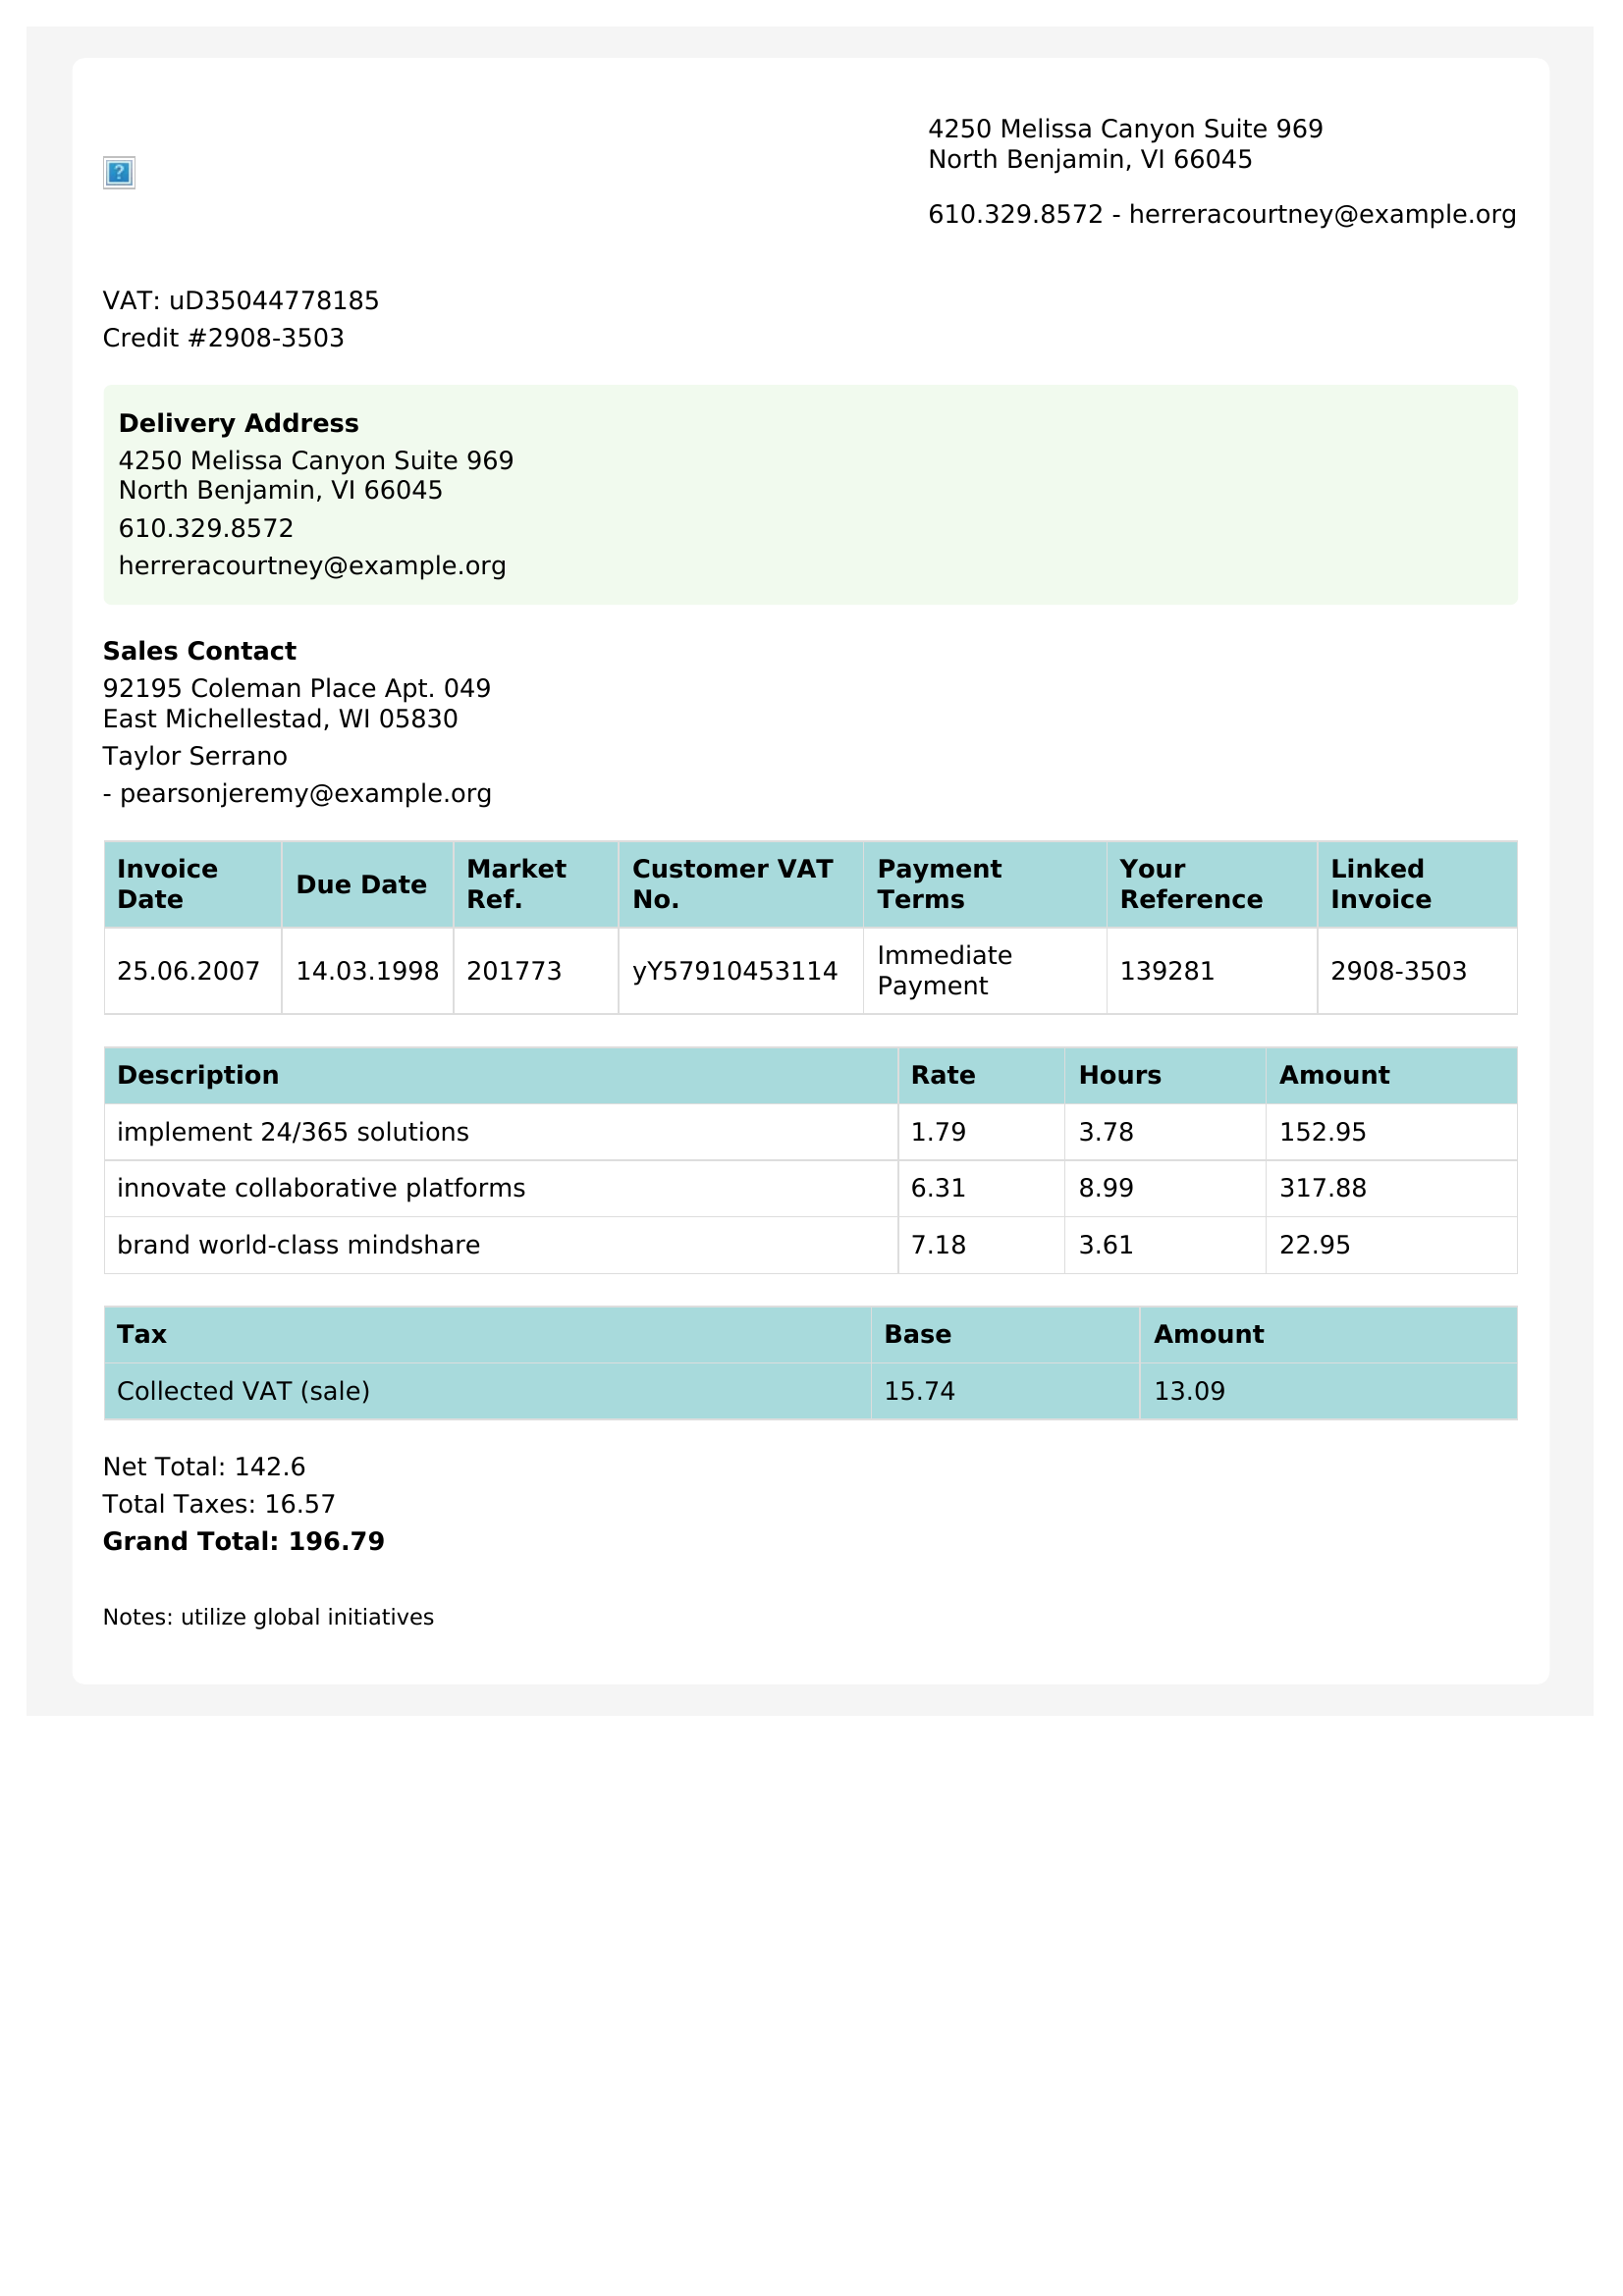 4250 Melissa Canyon Suite 969
North Benjamin, VI 66045
610.329.8572 - herreracourtney@example.org
VAT: uD35044778185
Credit #2908-3503
Delivery Address
4250 Melissa Canyon Suite 969
North Benjamin, VI 66045
610.329.8572
herreracourtney@example.org
Sales Contact
92195 Coleman Place Apt. 049
East Michellestad, WI 05830
Taylor Serrano
- pearsonjeremy@example.org
Invoice Date Due Date Market Ref. Customer VAT No. Payment Terms Your Reference Linked Invoice
25.06.2007 14.03.1998 201773 yY57910453114 Immediate Payment 139281 2908-3503
Description Rate Hours Amount
implement 24/365 solutions 1.79 3.78 152.95
innovate collaborative platforms 6.31 8.99 317.88
brand world-class mindshare 7.18 3.61 22.95
Tax Base Amount
Collected VAT (sale) 15.74 13.09
Net Total: 142.6
Total Taxes: 16.57
Grand Total: 196.79
Notes: utilize global initiatives